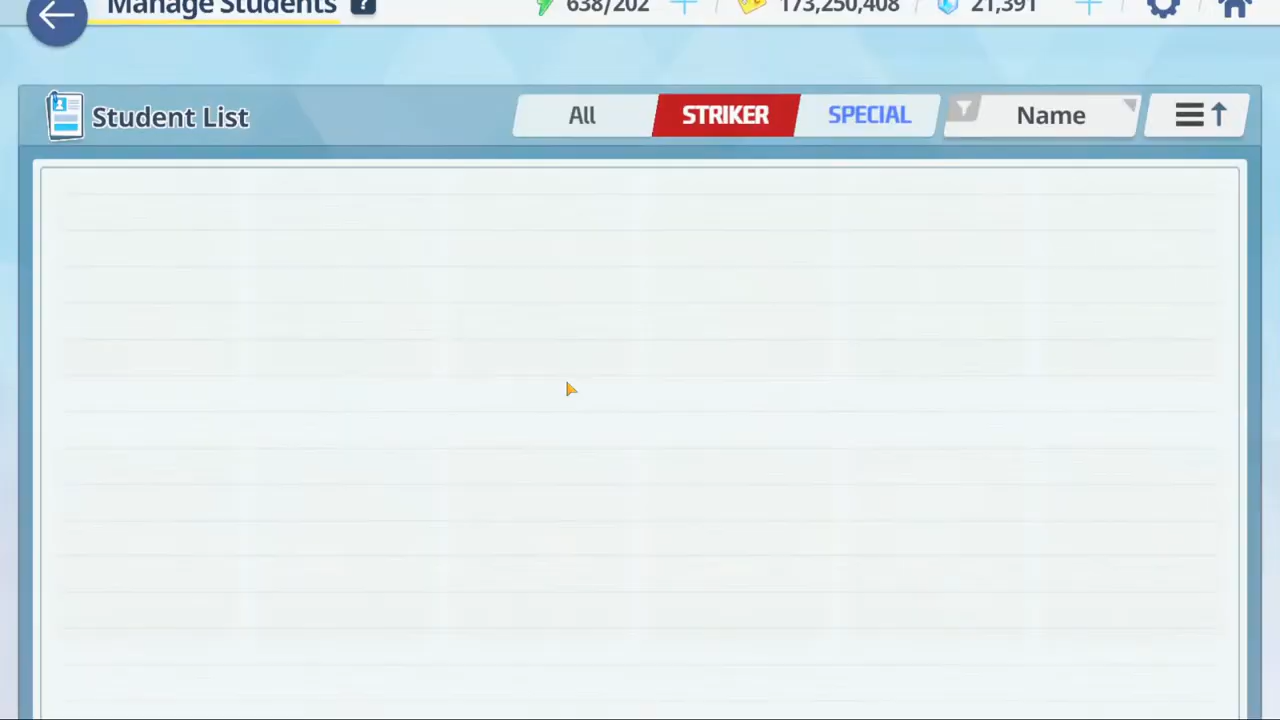 Manage Students ?
638/202
173,250,408
21,391
Student List
All
STRIKER
SPECIAL
Name